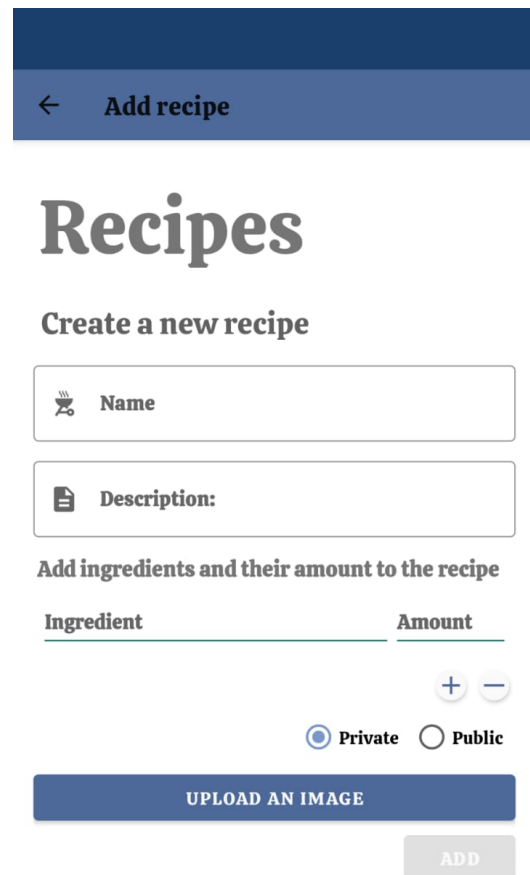 Add recipe
Recipes
Create a new recipe
Name
Description:
Add ingredients and their amount to the recipe
Ingredient Amount
Private Public
UPLOAD AN IMAGE
ADD